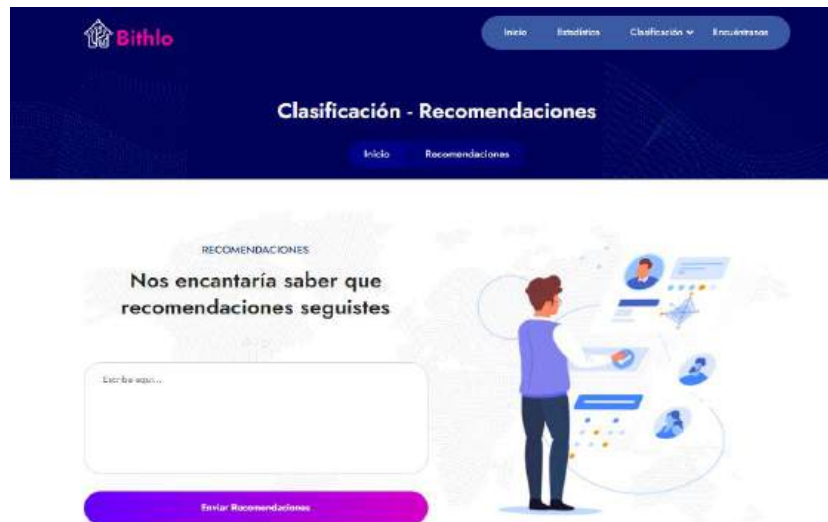 Bithlo
Inicio Estadística Clasificación Encuéntranos
Clasificación - Recomendaciones
Inicio Recomendaciones
RECOMENDACIONES
Nos encantaría saber que
recomendaciones seguistes
Escribe aquí...
Enviar Recomendaciones